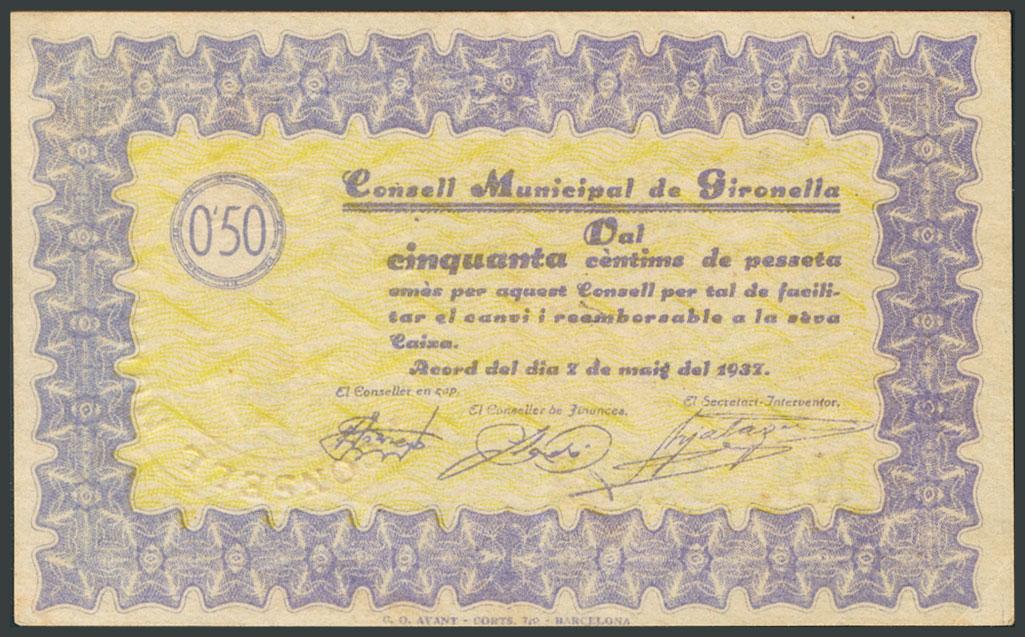 Consell Municipal de Gironella
0'50
Val
cinquanta cèntims de pesseta
emès per aquest Consell per tal de facili-
tar el canvi i reemborsable a la sèva
Caixa.
Acord del dia 7 de maig del 1937.
El Conseller en cap,
El Conseller de Finances,
El Secretari-Interventor,
CONSELL
G. O. AVANT - CORTS, - BARCELONA